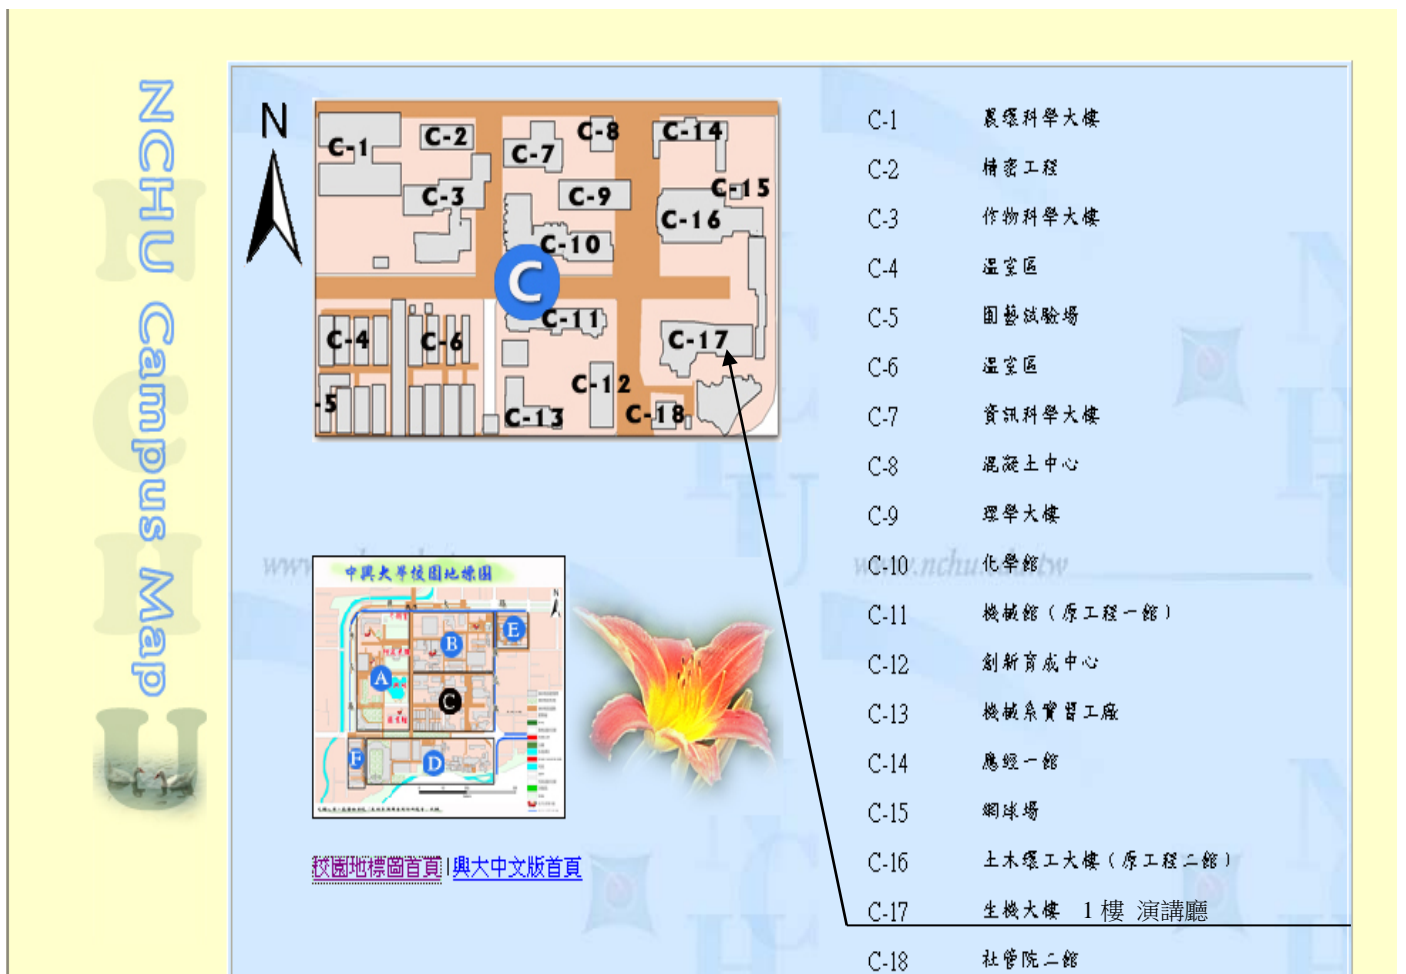 NCHU Campus Map
N
C-1
C-2
C-3
C-7
C-8
C-14
C-15
C-9
C-16
C-10
C
C-11
C-17
C-4
C-6
C-12
-5
C-13
C-18
中興大學校園地標圖
N
A
B
C
D
E
F
校園地標圖首頁 | 興大中文版首頁
C-1 農環科學大樓
C-2 精密工程
C-3 作物科學大樓
C-4 溫室區
C-5 園藝試驗場
C-6 溫室區
C-7 資訊科學大樓
C-8 混凝土中心
C-9 理學大樓
C-10 化學館
C-11 機械館（原工程一館）
C-12 創新育成中心
C-13 機械系實習工廠
C-14 應經一館
C-15 網球場
C-16 土木環工大樓（原工程二館）
C-17 生機大樓 1 樓 演講廳
C-18 社管院二館